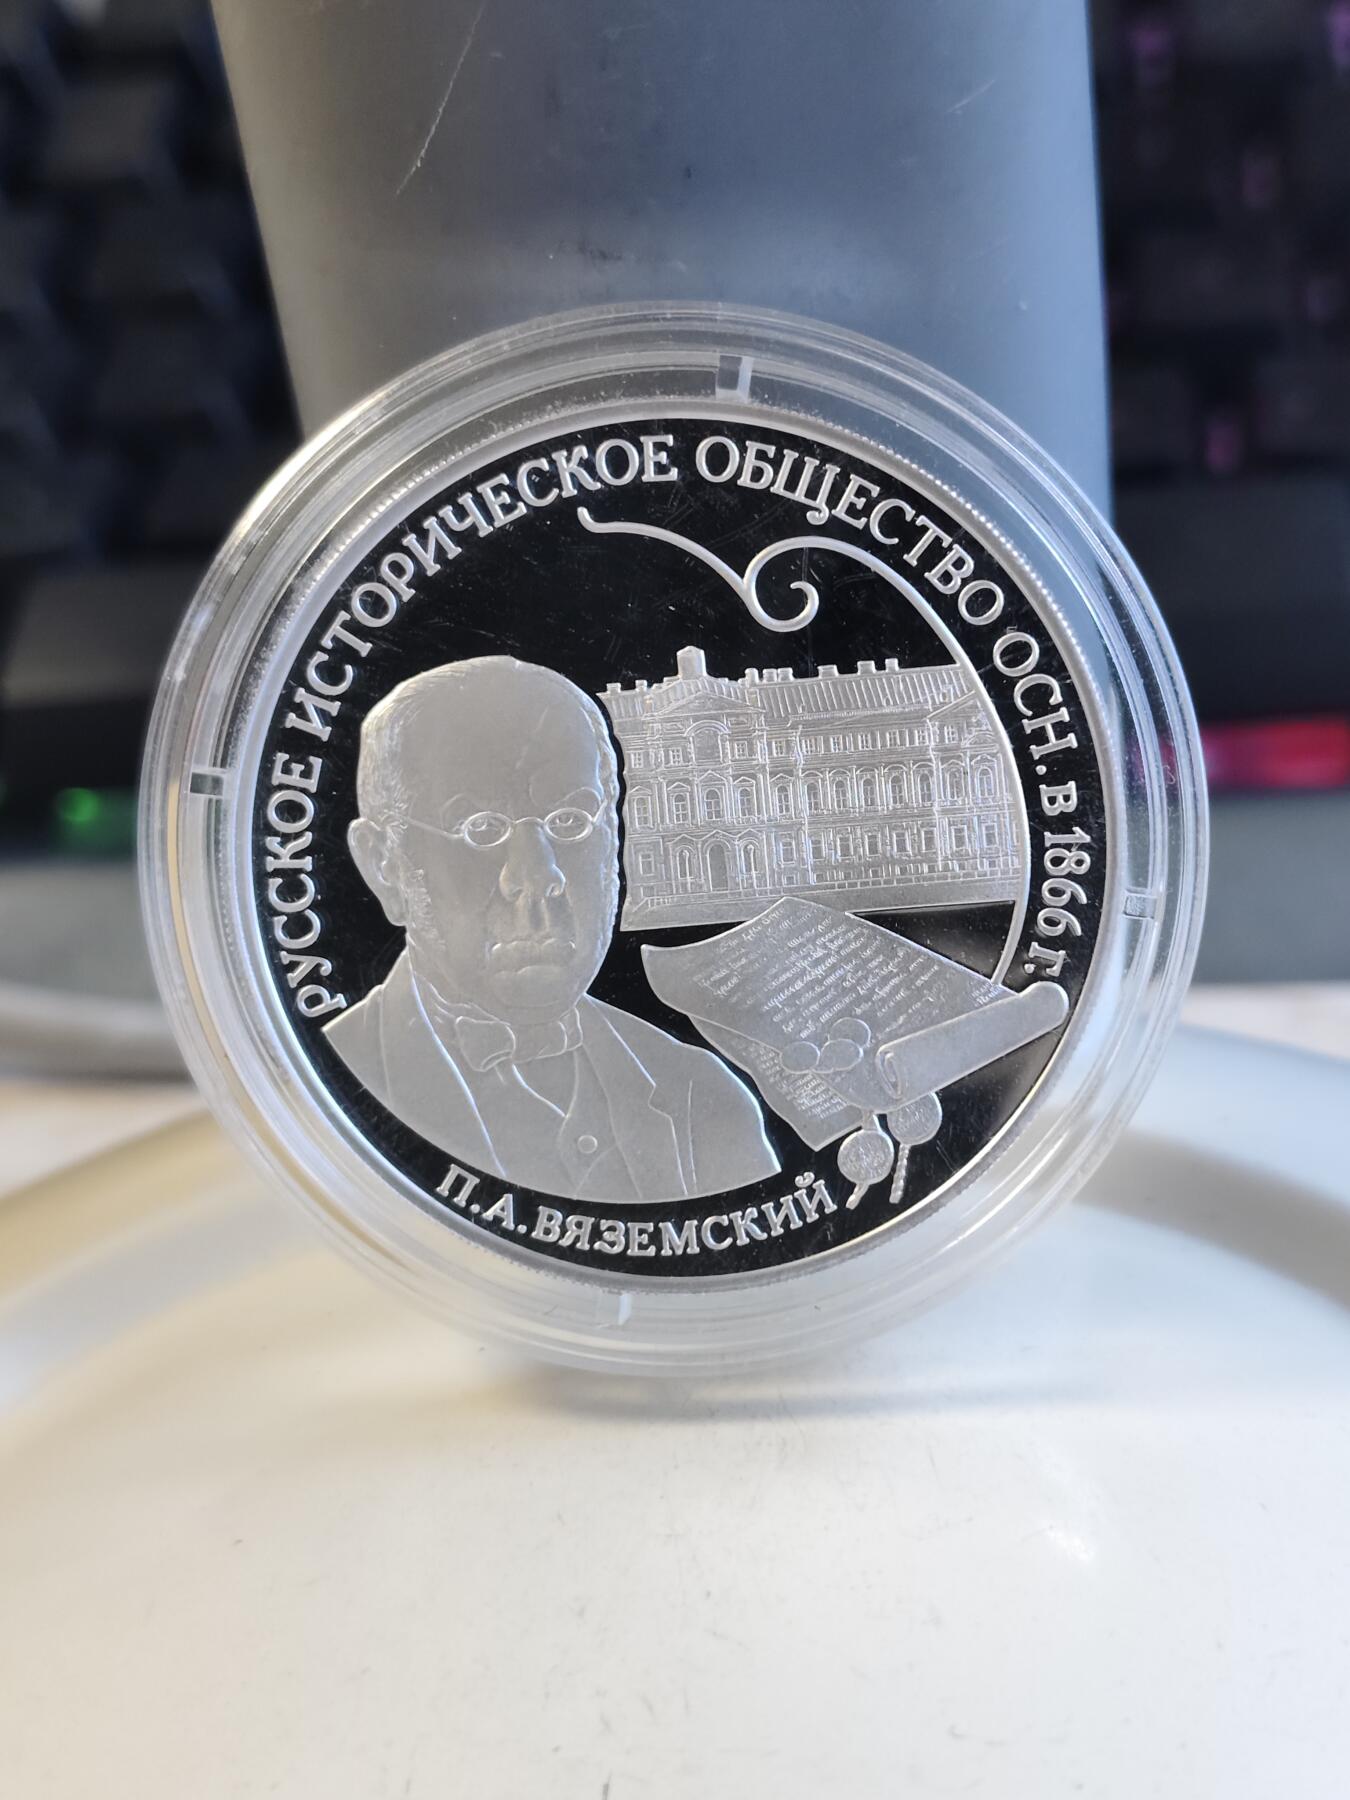 РУССКОЕ ИСТОРИЧЕСКОЕ ОБЩЕСТВО ОСН. В 1866 г.
П.А.ВЯЗЕМСКИЙ